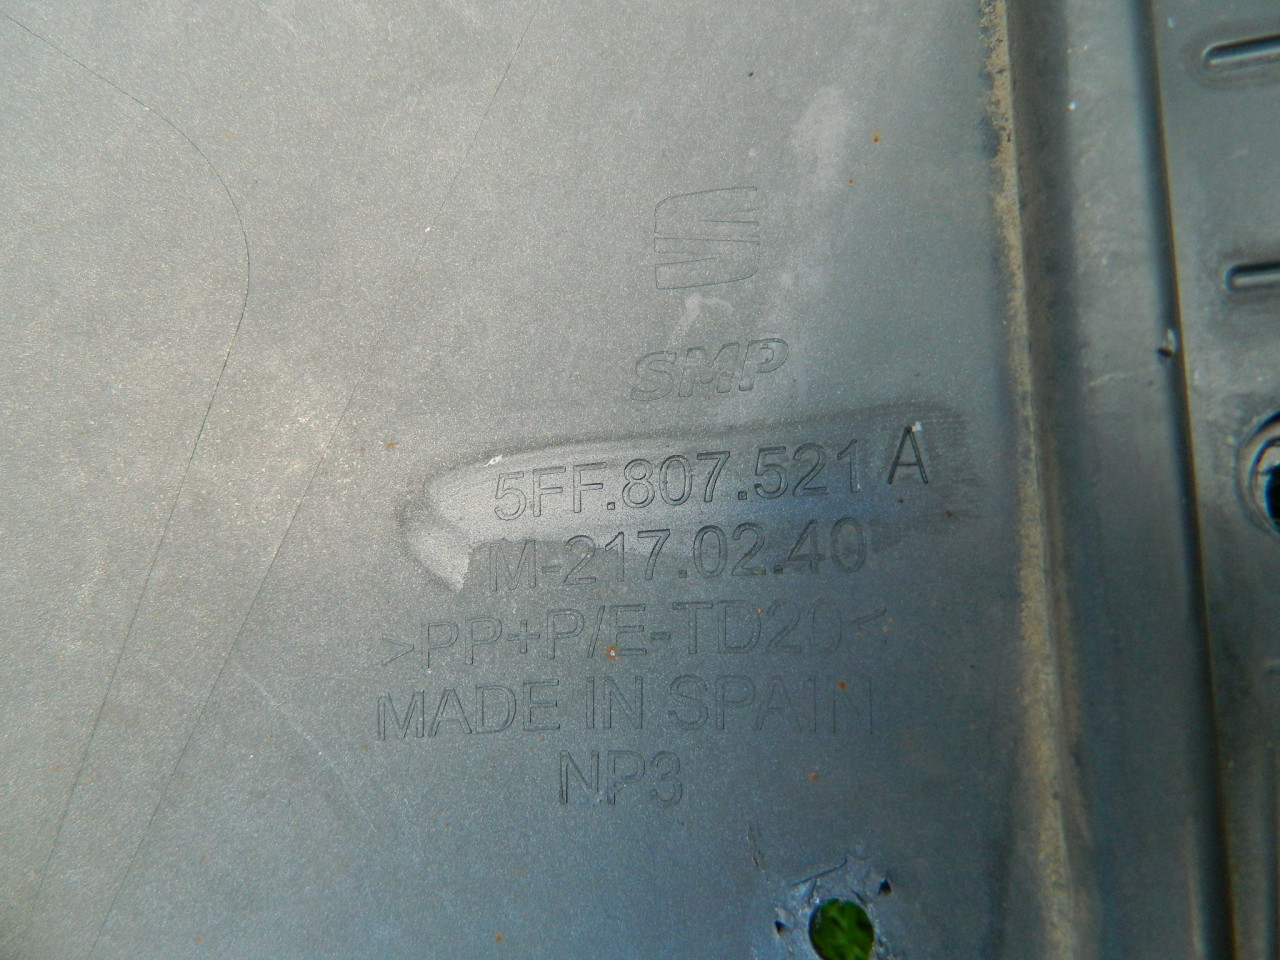 SMP
5FF.807.521 A
M-217.02.40
>PP+P/E-TD20<
MADE IN SPAIN
NP3